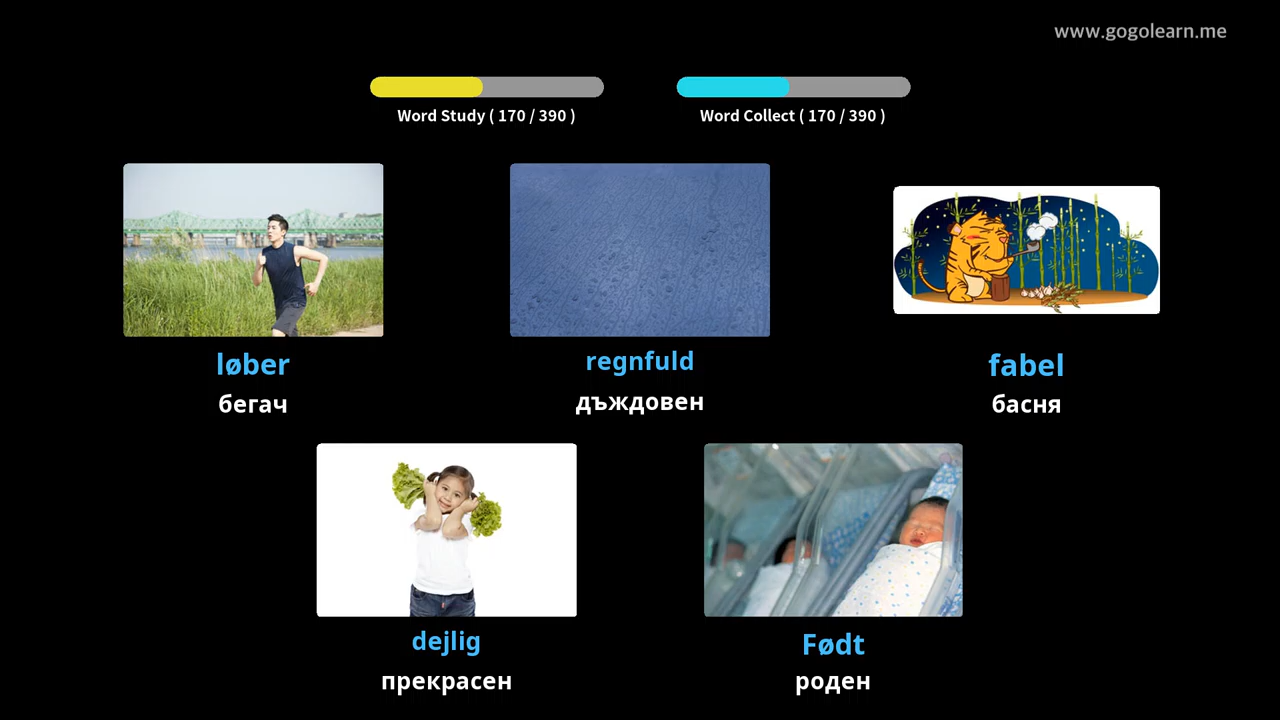 www.gogolearn.me
Word Study ( 170 / 390 )
Word Collect ( 170 / 390 )
løber
бегач
regnfuld
дъждовен
fabel
басня
dejlig
прекрасен
Født
роден